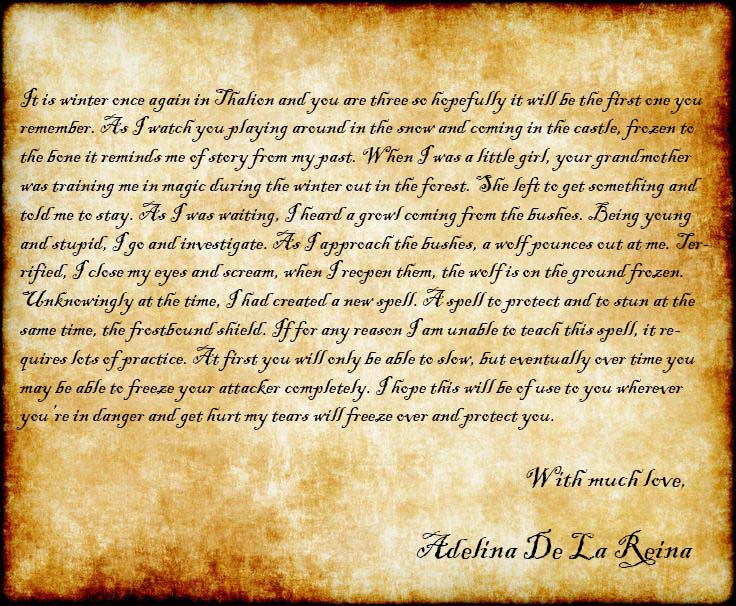 It is winter once again in Thalion and you are three so hopefully it will be the first one you
remember. As I watch you playing around in the snow and coming in the castle, frozen to
the bone it reminds me of story from my past. When I was a little girl, your grandmother
was training me in magic during the winter out in the forest. She left to get something and
told me to stay. As I was waiting, I heard a growl coming from the bushes. Being young
and stupid, I go and investigate. As I approach the bushes, a wolf pounces out at me. Ter-
rified, I close my eyes and scream, when I reopen them, the wolf is on the ground frozen.
Unknowingly at the time, I had created a new spell. A spell to protect and to stun at the
same time, the frostbound shield. If for any reason I am unable to teach this spell, it re-
quires lots of practice. At first you will only be able to slow, but eventually over time you
may be able to freeze your attacker completely. I hope this will be of use to you wherever
you're in danger and get hurt my tears will freeze over and protect you.
With much love,
Adelina De La Reina